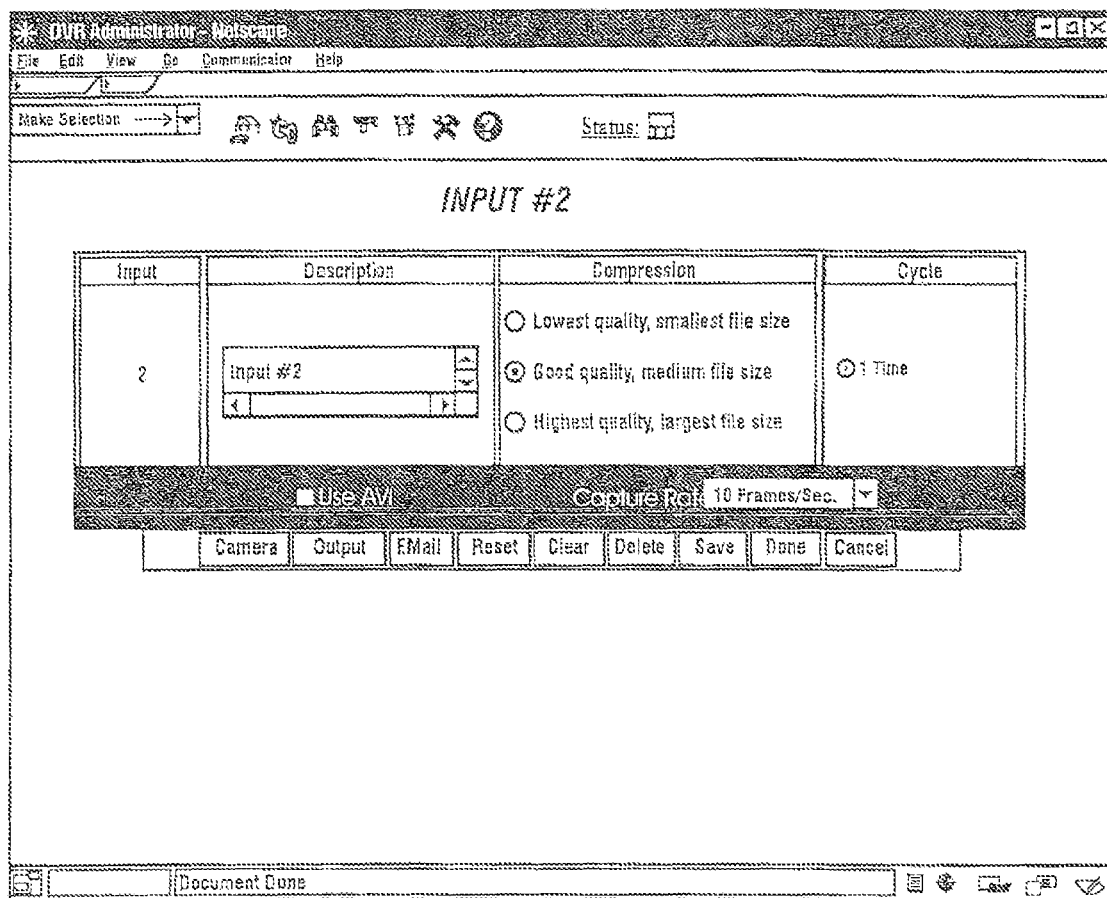 DVR Administrator - Netscape
File Edit View Go Communicator Help
Make Selection ----> Status:
INPUT #2
Input Description Compression Cycle
Lowest quality, smallest file size
2 Input #2 Good quality, medium file size 1 Time
Highest quality, largest file size
Use AVI Capture Rate 10 Frames/Sec.
Camera Output EMail Reset Clear Delete Save Done Cancel
Document Done